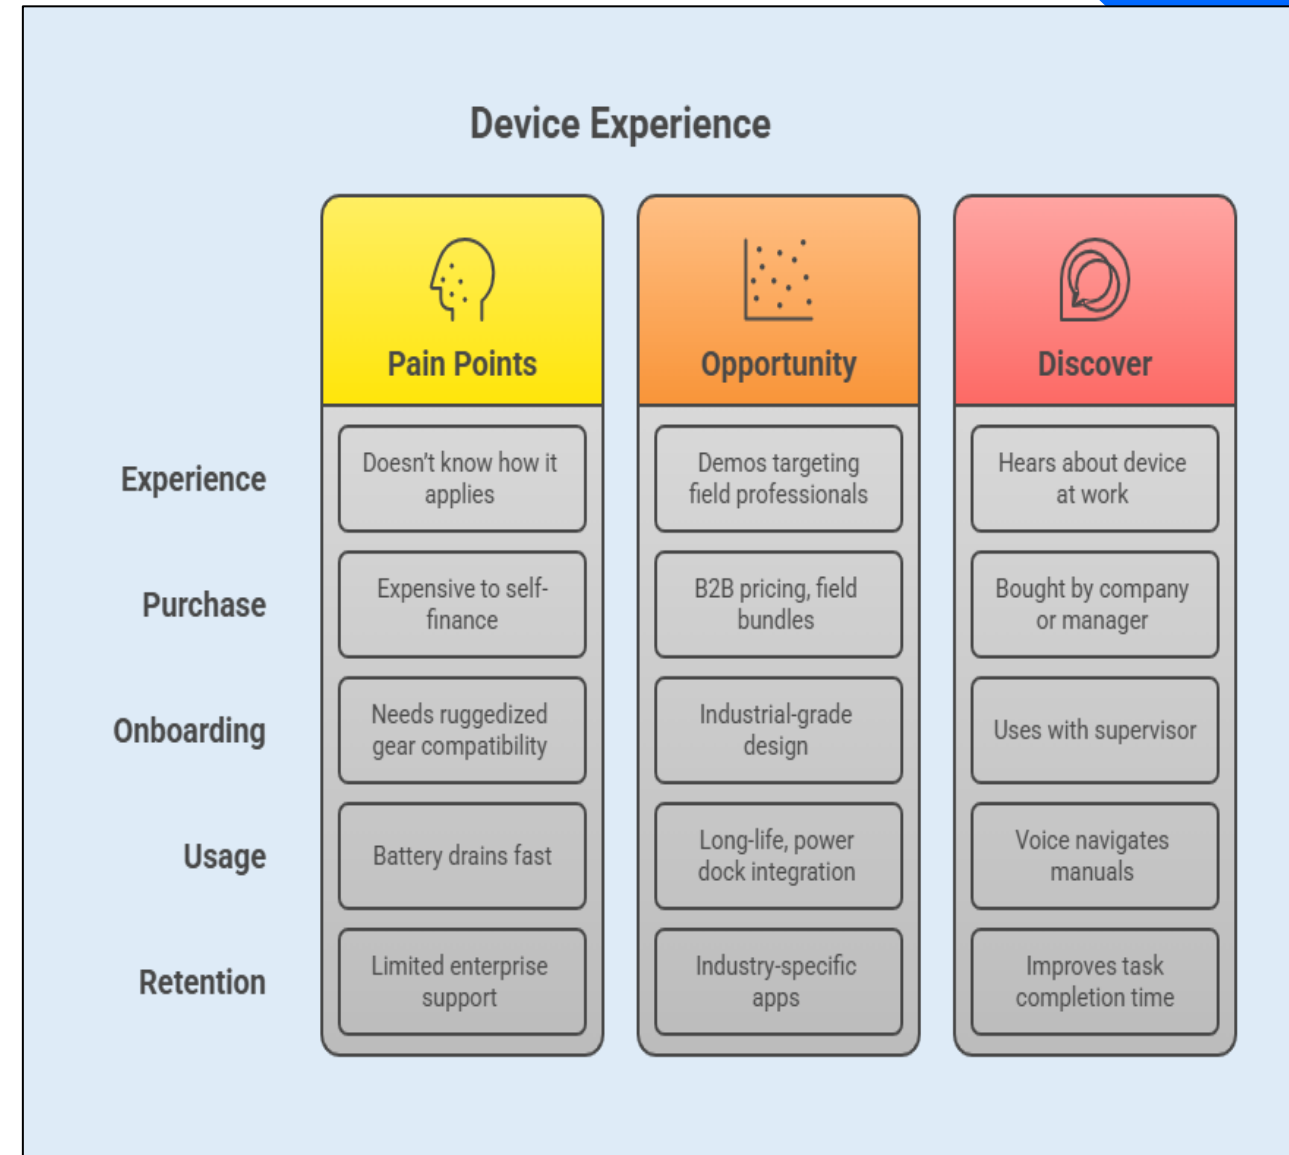 Device Experience
Pain Points
Opportunity
Discover
Experience
Doesn't know how it
applies
Demos targeting
field professionals
Hears about device
at work
Purchase
Expensive to self-
finance
B2B pricing, field
bundles
Bought by company
or manager
Onboarding
Needs ruggedized
gear compatibility
Industrial-grade
design
Uses with supervisor
Usage
Battery drains fast
Long-life, power
dock integration
Voice navigates
manuals
Retention
Limited enterprise
support
Industry-specific
apps
Improves task
completion time